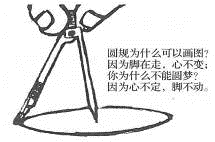 圆规为什么可以画图?
因为脚在走，心不变；
你为什么不能圆梦?
因为心不定、脚不动。